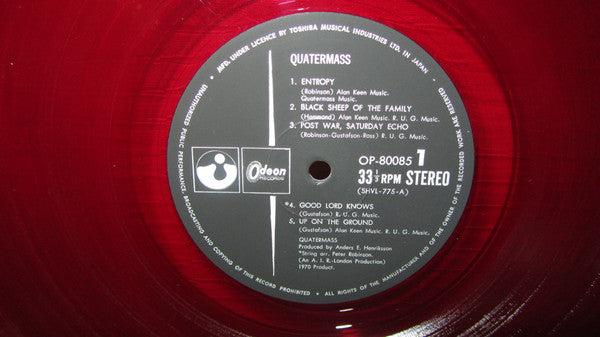 MFD. UNDER LICENCE BY TOSHIBA MUSICAL INDUSTRIES LTD. IN JAPAN
QUATERMASS
1. ENTROPY
(Robinson) Alan Keen Music.
Quatermass Music.
2. BLACK SHEEP OF THE FAMILY
(Hammond) Alan Keen Music. R. U. G. Music.
3. POST WAR, SATURDAY ECHO
(Robinson-Gustafson-Ross) R. U. G. Music.
Odeon
RECORDS
OP-80085 1
33⅓ RPM STEREO
(SHVL-775-A)
*4. GOOD LORD KNOWS
(Gustafson) R. U. G. Music.
5. UP ON THE GROUND
(Gustafson) Alan Keen Music. R. U. G. Music.
QUATERMASS
Produced by Anders E. Henriksson
*String arr. Peter Robinson.
(An A. I. R.-London Production)
1970 Product.
UNAUTHORIZED PUBLIC PERFORMANCE, BROADCASTING AND COPYING OF THIS RECORD PROHIBITED • ALL RIGHTS OF THE MANUFACTURER AND OF THE OWNER OF THE RECORDED WORK ARE RESERVED